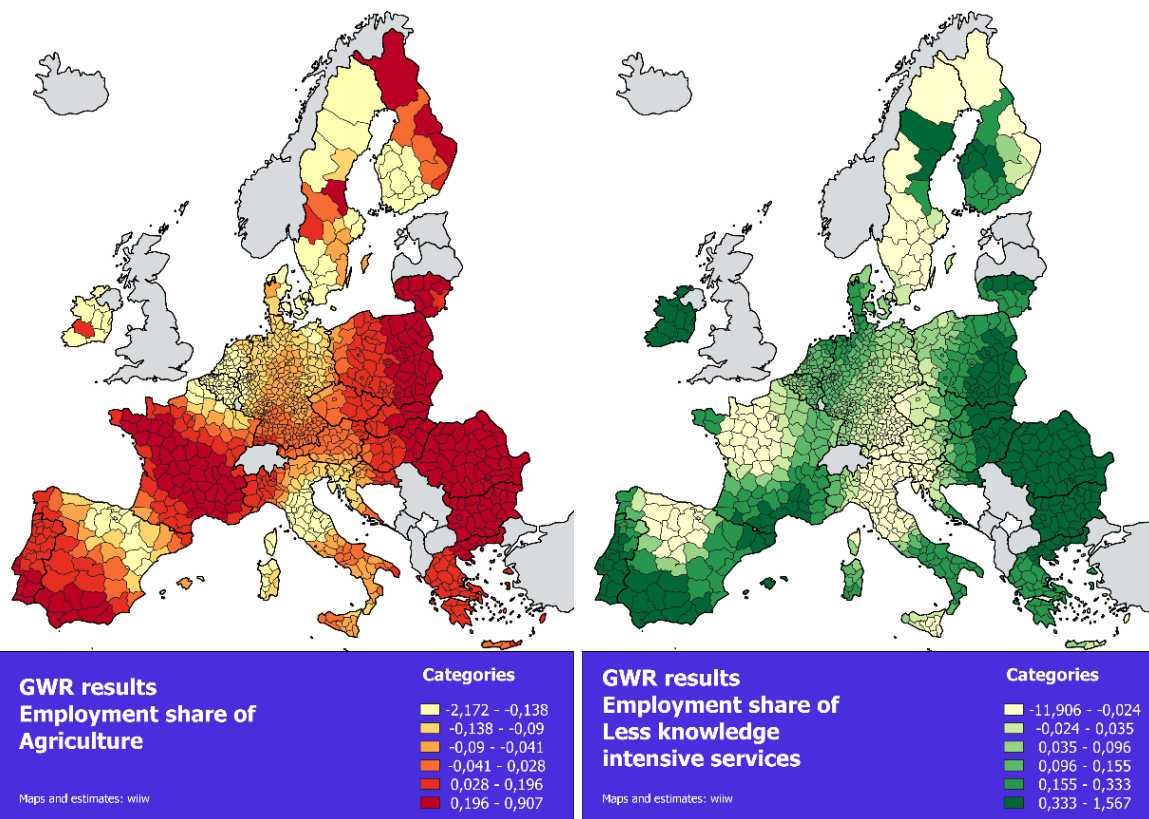 GWR results
Employment share of
Agriculture
Maps and estimates: wiiw
Categories
-2,172 - -0,138
-0,138 - -0,09
-0,09 - -0,041
-0,041 - 0,028
0,028 - 0,196
0,196 - 0,907
GWR results
Employment share of
Less knowledge
intensive services
Maps and estimates: wiiw
Categories
-11,906 - -0,024
-0,024 - 0,035
0,035 - 0,096
0,096 - 0,155
0,155 - 0,333
0,333 - 1,567